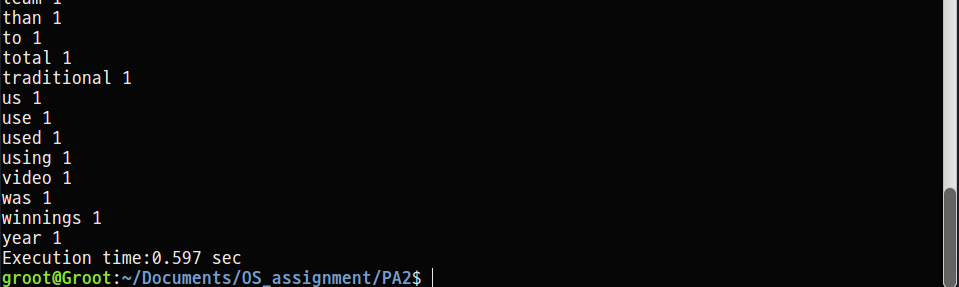 team 1
than 1
to 1
total 1
traditional 1
us 1
use 1
used 1
using 1
video 1
was 1
winnings 1
year 1
Execution time:0.597 sec
groot@Groot:~/Documents/OS_assignment/PA2$